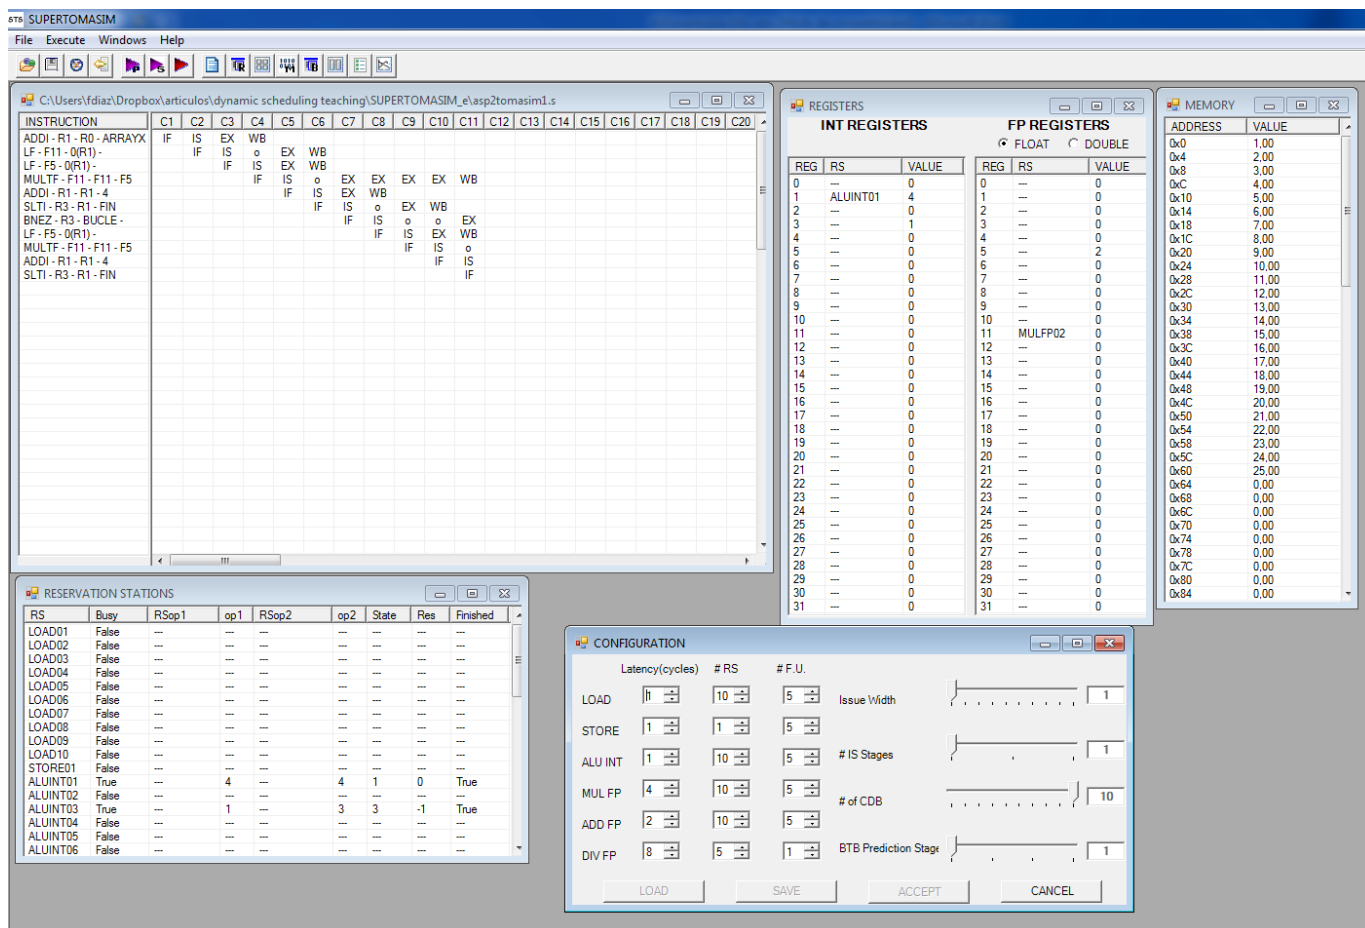 STS SUPERTOMASIM
File Execute Windows Help
C:\Users\fdiaz\Dropbox\articulos\dynamic scheduling teaching\SUPERTOMASIM_e\asp2tomasim1.s
INSTRUCTION C1 C2 C3 C4 C5 C6 C7 C8 C9 C10 C11 C12 C13 C14 C15 C16 C17 C18 C19 C20
ADDI - R1 - R0 - ARRAYX IF IS EX WB
LF - F11 - 0(R1) - IF IS o EX WB
LF - F5 - 0(R1) - IF IS EX WB
MULTF - F11 - F11 - F5 IF IS o EX EX EX EX WB
ADDI - R1 - R1 - 4 IF IS EX WB
SLTI - R3 - R1 - FIN IF IS o EX WB
BNEZ - R3 - BUCLE - IF IS o o EX
LF - F5 - 0(R1) - IF IS EX WB
MULTF - F11 - F11 - F5 IF IS o
ADDI - R1 - R1 - 4 IF IS
SLTI - R3 - R1 - FIN IF
REGISTERS
INT REGISTERS FP REGISTERS
FLOAT DOUBLE
REG RS VALUE REG RS VALUE
0 --- 0 0 --- 0
1 ALUINT01 4 1 --- 0
2 --- 0 2 --- 0
3 --- 1 3 --- 0
4 --- 0 4 --- 0
5 --- 0 5 --- 2
6 --- 0 6 --- 0
7 --- 0 7 --- 0
8 --- 0 8 --- 0
9 --- 0 9 --- 0
10 --- 0 10 --- 0
11 --- 0 11 MULFP02 0
12 --- 0 12 --- 0
13 --- 0 13 --- 0
14 --- 0 14 --- 0
15 --- 0 15 --- 0
16 --- 0 16 --- 0
17 --- 0 17 --- 0
18 --- 0 18 --- 0
19 --- 0 19 --- 0
20 --- 0 20 --- 0
21 --- 0 21 --- 0
22 --- 0 22 --- 0
23 --- 0 23 --- 0
24 --- 0 24 --- 0
25 --- 0 25 --- 0
26 --- 0 26 --- 0
27 --- 0 27 --- 0
28 --- 0 28 --- 0
29 --- 0 29 --- 0
30 --- 0 30 --- 0
31 --- 0 31 --- 0
MEMORY
ADDRESS VALUE
0x0 1,00
0x4 2,00
0x8 3,00
0xC 4,00
0x10 5,00
0x14 6,00
0x18 7,00
0x1C 8,00
0x20 9,00
0x24 10,00
0x28 11,00
0x2C 12,00
0x30 13,00
0x34 14,00
0x38 15,00
0x3C 16,00
0x40 17,00
0x44 18,00
0x48 19,00
0x4C 20,00
0x50 21,00
0x54 22,00
0x58 23,00
0x5C 24,00
0x60 25,00
0x64 0,00
0x68 0,00
0x6C 0,00
0x70 0,00
0x74 0,00
0x78 0,00
0x7C 0,00
0x80 0,00
0x84 0,00
RESERVATION STATIONS
RS Busy RSop1 op1 RSop2 op2 State Res Finished
LOAD01 False --- --- --- --- --- --- ---
LOAD02 False --- --- --- --- --- --- ---
LOAD03 False --- --- --- --- --- --- ---
LOAD04 False --- --- --- --- --- --- ---
LOAD05 False --- --- --- --- --- --- ---
LOAD06 False --- --- --- --- --- --- ---
LOAD07 False --- --- --- --- --- --- ---
LOAD08 False --- --- --- --- --- --- ---
LOAD09 False --- --- --- --- --- --- ---
LOAD10 False --- --- --- --- --- --- ---
STORE01 False --- --- --- --- --- --- ---
ALUINT01 True --- 4 --- 4 1 0 True
ALUINT02 False --- --- --- --- --- --- ---
ALUINT03 True --- 1 --- 3 3 -1 True
ALUINT04 False --- --- --- --- --- --- ---
ALUINT05 False --- --- --- --- --- --- ---
ALUINT06 False --- --- --- --- --- --- ---
CONFIGURATION
Latency(cycles) # RS # F.U.
LOAD 1 10 5 Issue Width 1
STORE 1 1 5
ALU INT 1 10 5 # IS Stages 1
MUL FP 4 10 5 # of CDB 10
ADD FP 2 10 5
DIV FP 8 5 1 BTB Prediction Stage 1
LOAD SAVE ACCEPT CANCEL